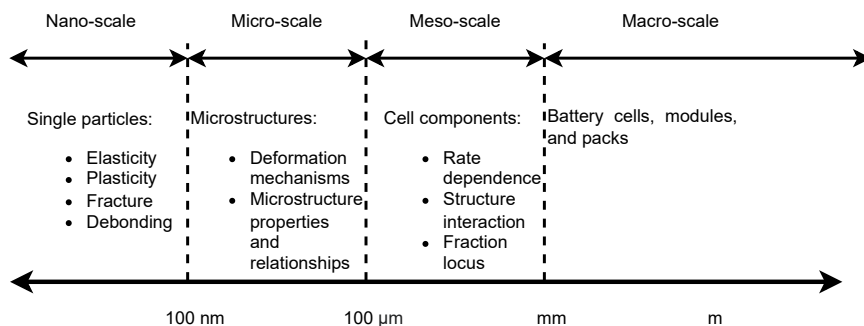 Nano-scale
Micro-scale
Meso-scale
Macro-scale
Single particles:
• Elasticity
• Plasticity
• Fracture
• Debonding
Microstructures:
• Deformation
mechanisms
• Microstructure
properties
and
relationships
Cell components:
• Rate
dependence
• Structure
interaction
• Fraction
locus
Battery cells, modules,
and packs
100 nm
100 μm
mm
m